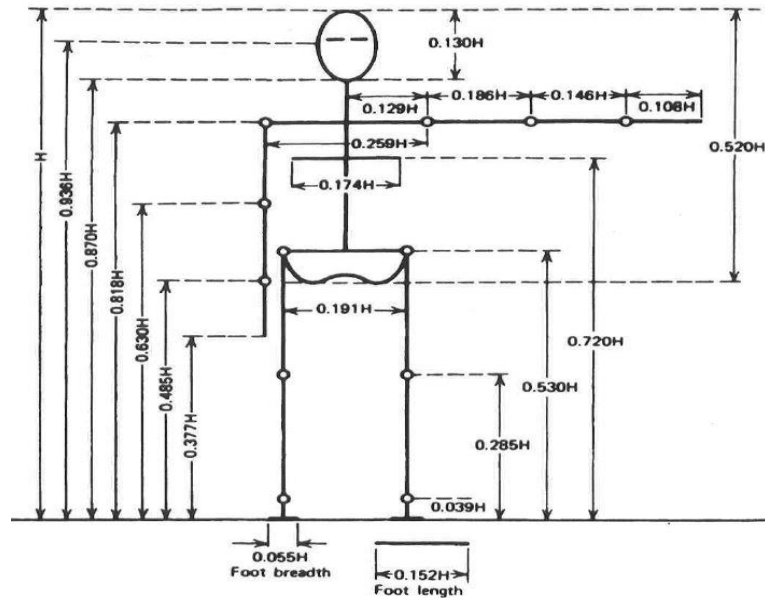 0.130H
0.129H
0.186H
0.146H
0.108H
0.259H
0.520H
0.174H
H
0.936H
0.870H
0.818H
0.630H
0.485H
0.377H
0.191H
0.720H
0.530H
0.285H
0.039H
0.055H
Foot breadth
0.152H
Foot length